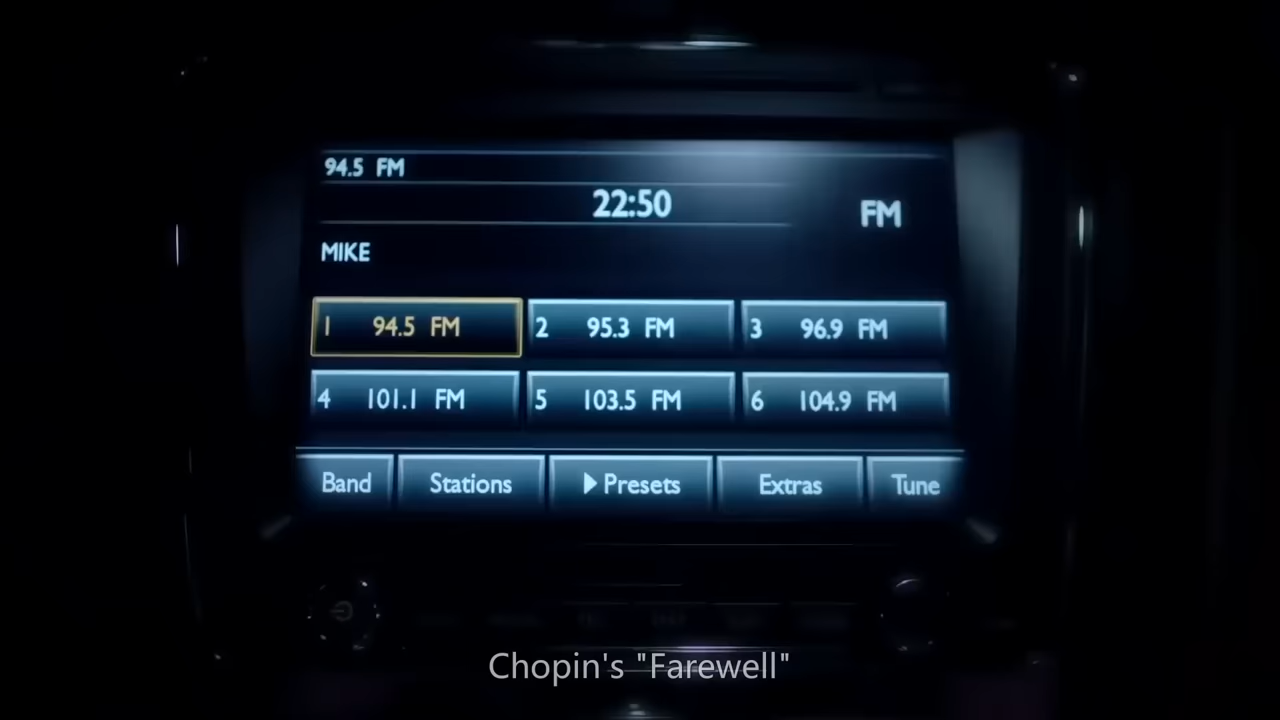 94.5 FM
22:50
FM
MIKE
1 94.5 FM 2 95.3 FM 3 96.9 FM
4 101.1 FM 5 103.5 FM 6 104.9 FM
Band Stations Presets Extras Tune
Chopin's "Farewell"